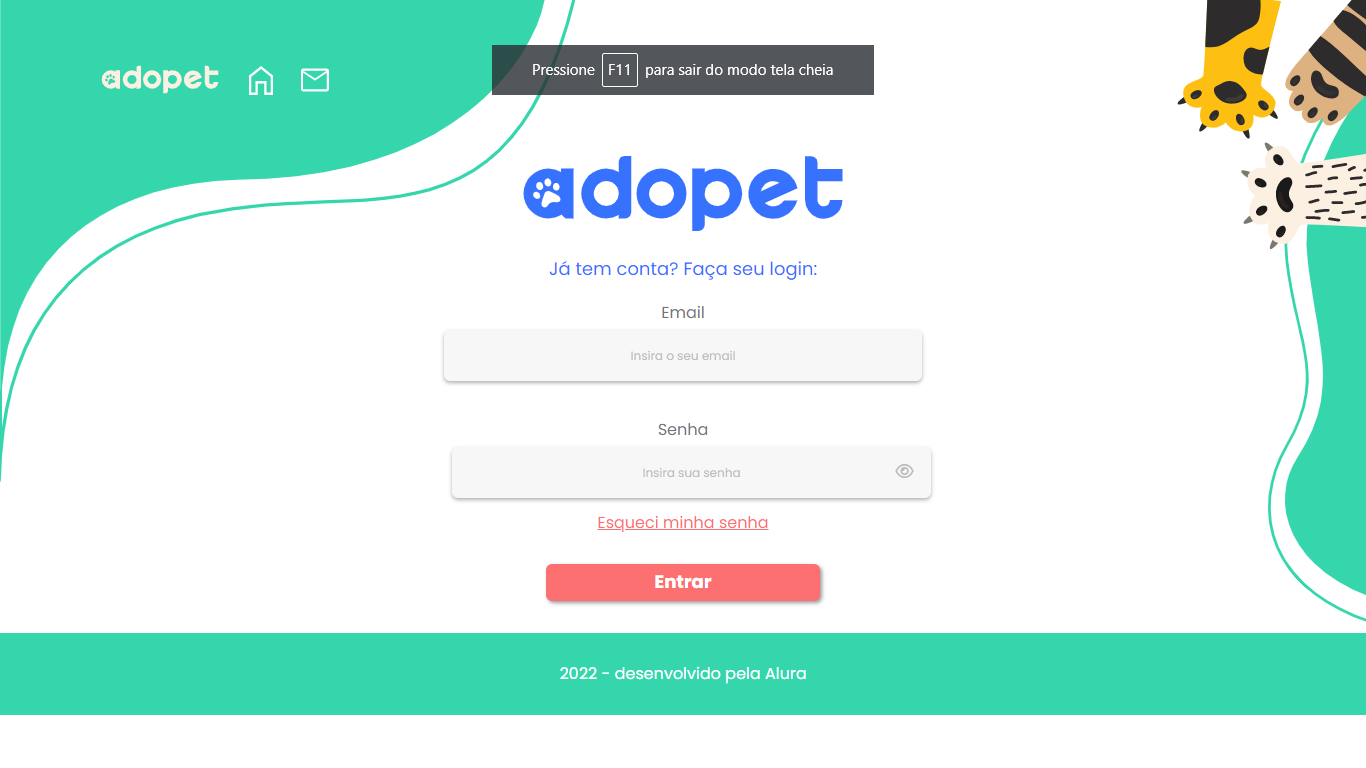 adopet
Pressione F11 para sair do modo tela cheia
adopet
Já tem conta? Faça seu login:
Email
Insira o seu email
Senha
Insira sua senha
Esqueci minha senha
Entrar
2022 - desenvolvido pela Alura